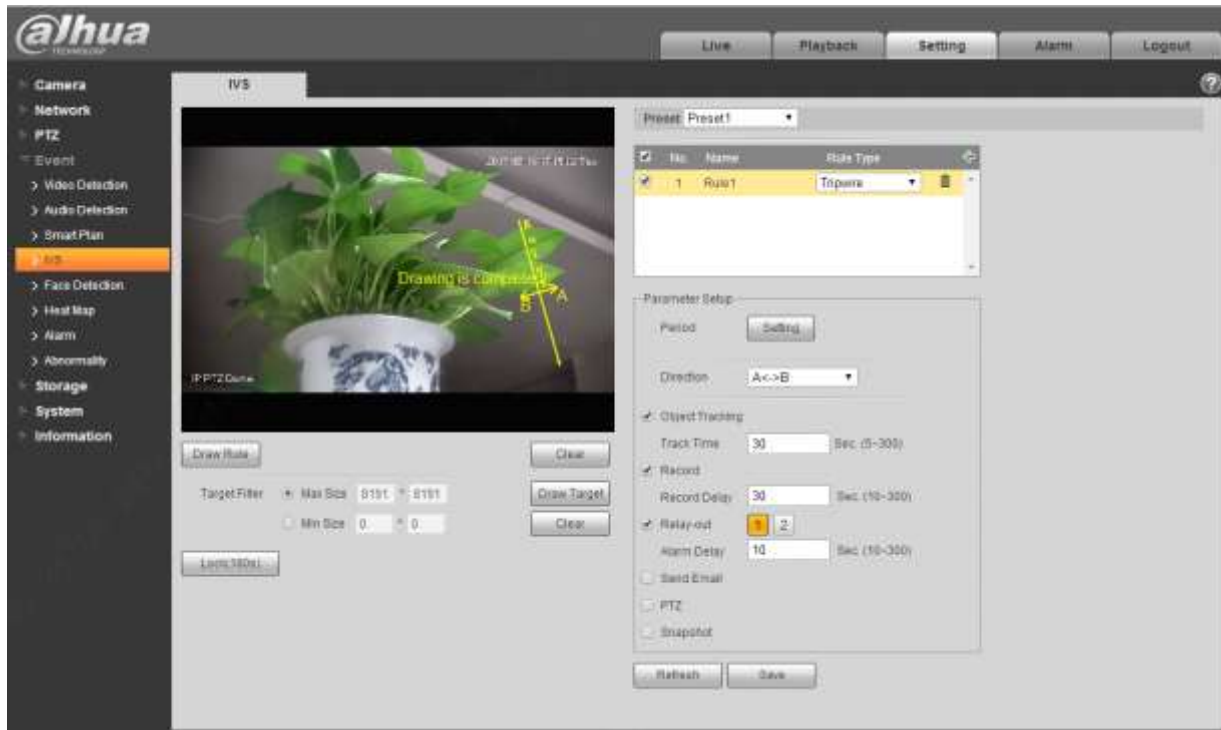 alhua
TECHNOLOGY
Live
Playback
Setting
Alarm
Logout
Camera
Network
PTZ
Event
Video Detection
Audio Detection
Smart Plan
IVS
Face Detection
Heat Map
Alarm
Abnormality
Storage
System
Information
IVS
Drawing is completed
A
B
IP PTZ Dome
Draw Rule
Clear
Target Filter
Max Size 8191 * 8191
Draw Target
Min Size 0 * 0
Clear
Preset Preset1
No. Name Rule Type
1 Rule1 Tripwire
Parameter Setup
Period Setting
Direction A<->B
Object Tracking
Track Time 30 Sec. (5~300)
Record
Record Delay 30 Sec. (10~300)
Relay-out 1 2
Alarm Delay 10 Sec. (10~300)
Send Email
PTZ
Snapshot
Refresh
Save